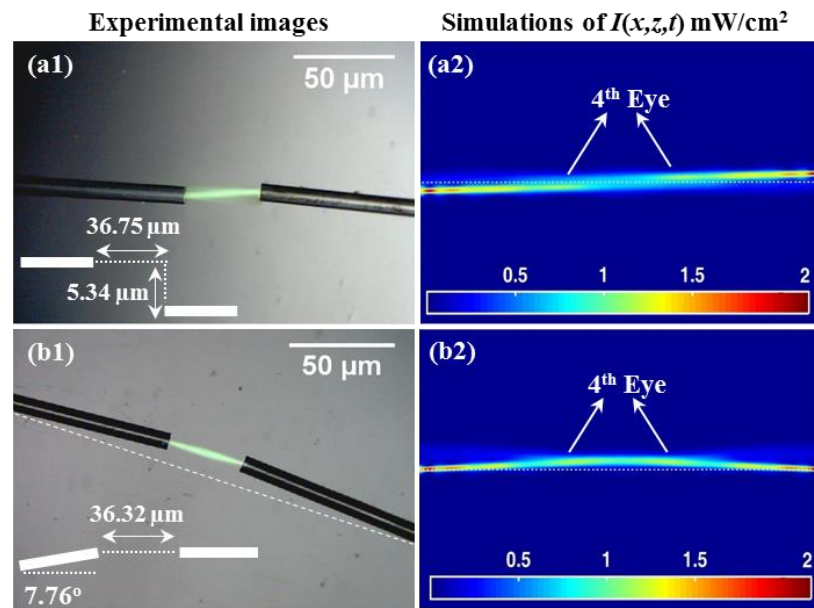 Experimental images
Simulations of I(x,z,t) mW/cm²
(a1)
50 µm
36.75 µm
5.34 µm
(a2)
4th Eye
0.5 1 1.5 2
(b1)
50 µm
36.32 µm
7.76°
(b2)
4th Eye
0.5 1 1.5 2